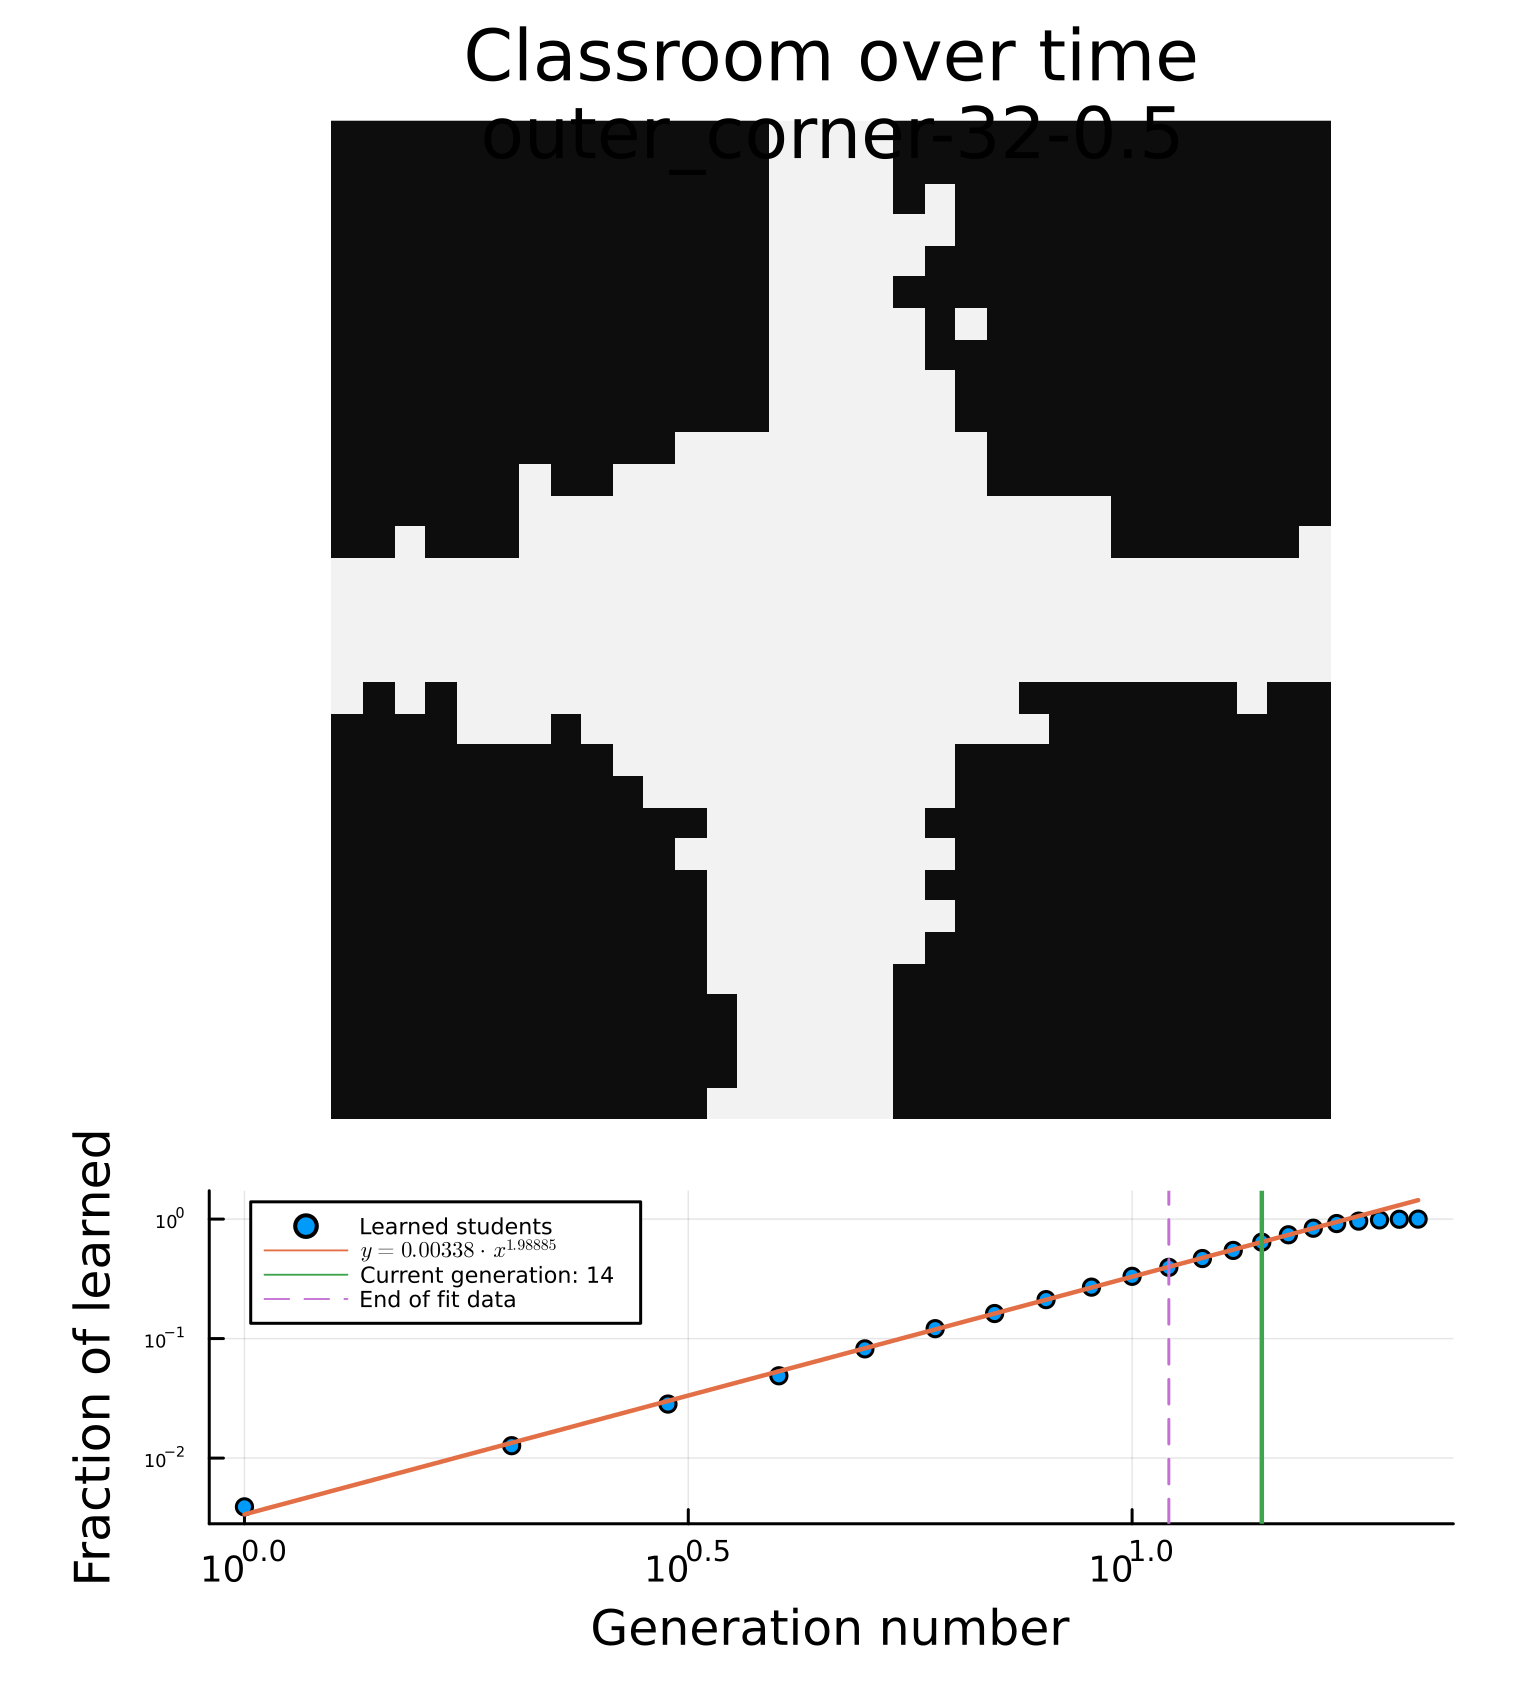 Classroom over time
outer_corner-32-0.5
Fraction of learned
10⁰
10⁻¹
10⁻²
Learned students
y = 0.00338 · x^1.98885
Current generation: 14
End of fit data
10^0.0
10^0.5
10^1.0
Generation number